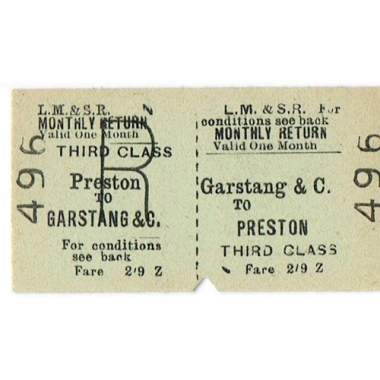 L.M. & S.R.
MONTHLY RETURN
Valid One Month
THIRD CLASS
Preston
TO
GARSTANG & C.
For conditions
see back
Fare 2/9 Z
496
R
L.M. & S.R. For
conditions see back
MONTHLY RETURN
Valid One Month
Garstang & C.
TO
PRESTON
THIRD CLASS
Fare 2/9 Z
496